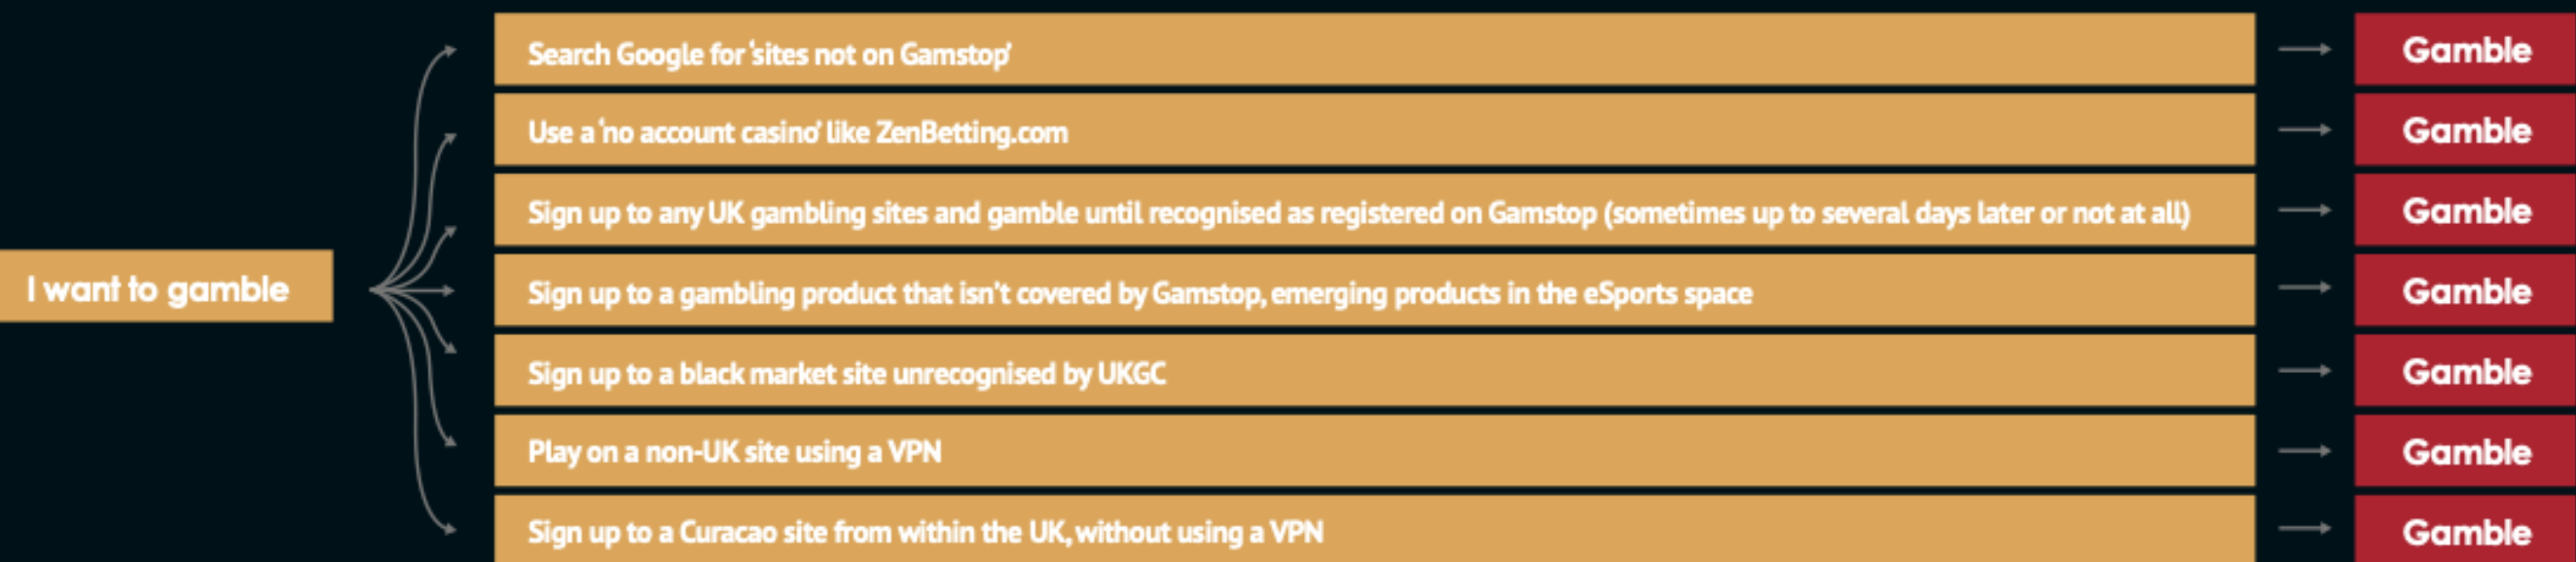 Search Google for ‘sites not on Gamstop’
Gamble
Use a ‘no account casino’ like ZenBetting.com
Gamble
Sign up to any UK gambling sites and gamble until recognised as registered on Gamstop (sometimes up to several days later or not at all)
Gamble
I want to gamble
Sign up to a gambling product that isn’t covered by Gamstop, emerging products in the eSports space
Gamble
Sign up to a black market site unrecognised by UKGC
Gamble
Play on a non-UK site using a VPN
Gamble
Sign up to a Curacao site from within the UK, without using a VPN
Gamble